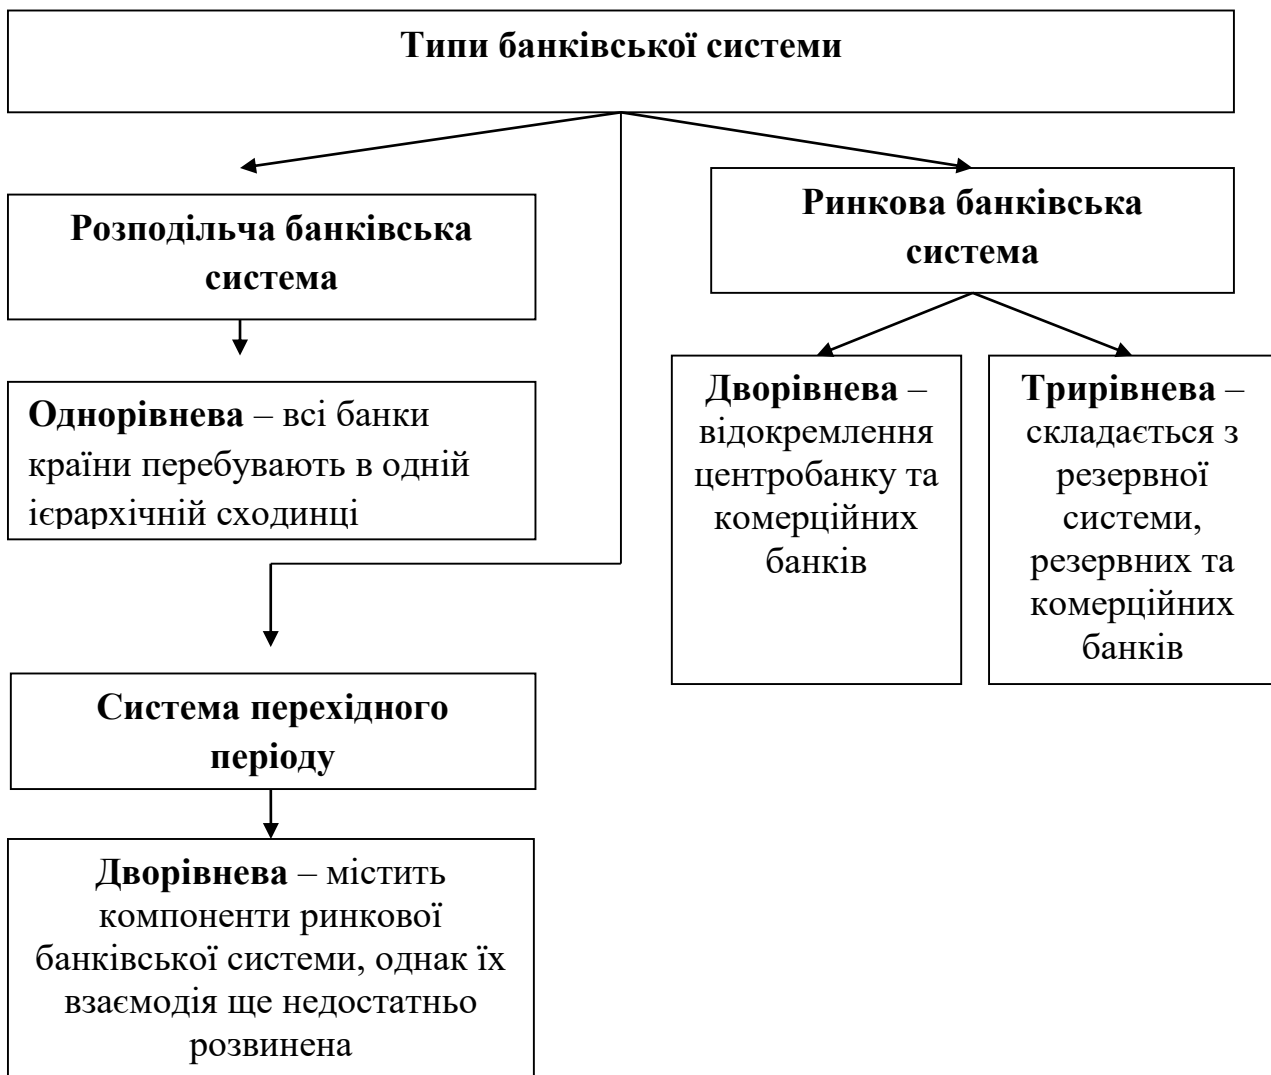 Типи банківської системи
Розподільча банківська
система
Ринкова банківська
система
Однорівнева – всі банки
країни перебувають в одній
ієрархічній сходинці
Дворівнева –
відокремлення
центробанку та
комерційних
банків
Трирівнева –
складається з
резервної
системи,
резервних та
комерційних
банків
Система перехідного
періоду
Дворівнева – містить
компоненти ринкової
банківської системи, однак їх
взаємодія ще недостатньо
розвинена